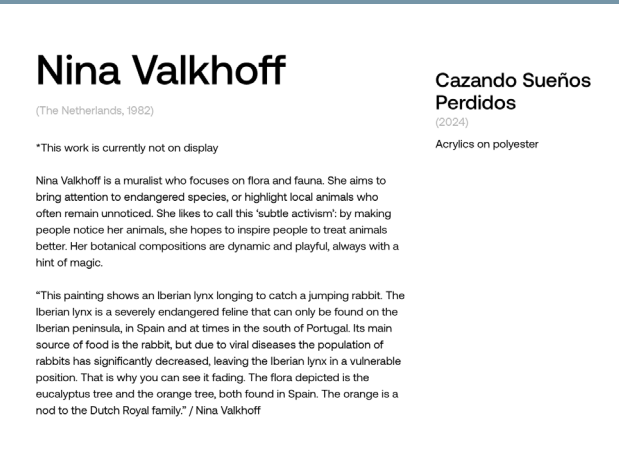 Nina Valkhoff
(The Netherlands, 1982)
*This work is currently not on display
Nina Valkhoff is a muralist who focuses on flora and fauna. She aims to
bring attention to endangered species, or highlight local animals who
often remain unnoticed. She likes to call this ‘subtle activism’: by making
people notice her animals, she hopes to inspire people to treat animals
better. Her botanical compositions are dynamic and playful, always with a
hint of magic.
“This painting shows an Iberian lynx longing to catch a jumping rabbit. The
Iberian lynx is a severely endangered feline that can only be found on the
Iberian peninsula, in Spain and at times in the south of Portugal. Its main
source of food is the rabbit, but due to viral diseases the population of
rabbits has significantly decreased, leaving the Iberian lynx in a vulnerable
position. That is why you can see it fading. The flora depicted is the
eucalyptus tree and the orange tree, both found in Spain. The orange is a
nod to the Dutch Royal family.” / Nina Valkhoff
Cazando Sueños
Perdidos
(2024)
Acrylics on polyester